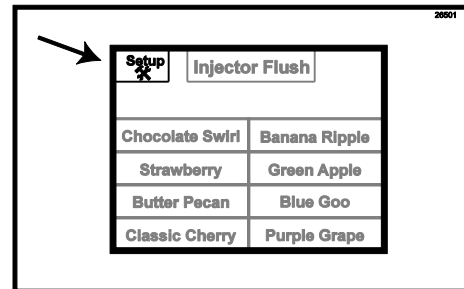 26501
Setup
Injector Flush
Chocolate Swirl Banana Ripple
Strawberry Green Apple
Butter Pecan Blue Goo
Classic Cherry Purple Grape